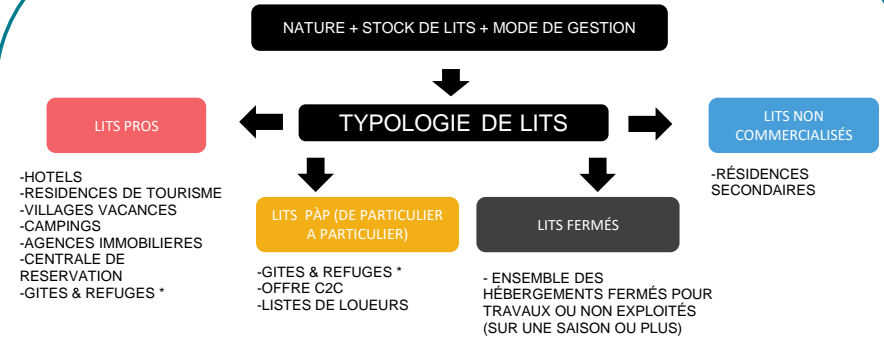 NATURE + STOCK DE LITS + MODE DE GESTION
TYPOLOGIE DE LITS
LITS PROS
-HOTELS
-RESIDENCES DE TOURISME
-VILLAGES VACANCES
-CAMPINGS
-AGENCES IMMOBILIERES
-CENTRALE DE
RESERVATION
-GITES & REFUGES *
LITS PÀP (DE PARTICULIER
A PARTICULIER)
-GITES & REFUGES *
-OFFRE C2C
-LISTES DE LOUEURS
LITS FERMÉS
- ENSEMBLE DES
HÉBERGEMENTS FERMÉS POUR
TRAVAUX OU NON EXPLOITÉS
(SUR UNE SAISON OU PLUS)
LITS NON
COMMERCIALISÉS
-RÉSIDENCES
SECONDAIRES